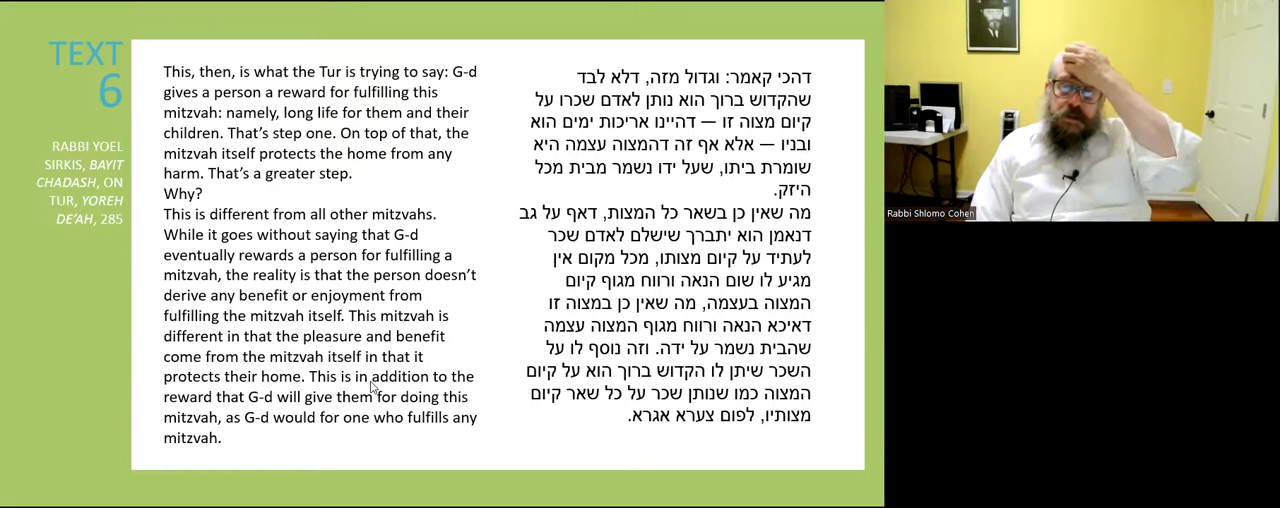 TEXT
6
RABBI YOEL
SIRKIS, BAYIT
CHADASH, ON
TUR, YOREH
DE'AH, 285
This, then, is what the Tur is trying to say: G-d
gives a person a reward for fulfilling this
mitzvah: namely, long life for them and their
children. That's step one. On top of that, the
mitzvah itself protects the home from any
harm. That's a greater step.
Why?
This is different from all other mitzvahs.
While it goes without saying that G-d
eventually rewards a person for fulfilling a
mitzvah, the reality is that the person doesn't
derive any benefit or enjoyment from
fulfilling the mitzvah itself. This mitzvah is
different in that the pleasure and benefit
come from the mitzvah itself in that it
protects their home. This is in addition to the
reward that G-d will give them for doing this
mitzvah, as G-d would for one who fulfills any
mitzvah.
דהכי קאמר: וגדול מזה, דלא לבד
שהקדוש ברוך הוא נותן לאדם שכרו על
קיום מצוה זו — דהיינו אריכות ימים הוא
ובניו — אלא אף זה דהמצוה עצמה היא
שומרת ביתו, שעל ידו נשמר מבית מכל
היזק.
מה שאין כן בשאר כל המצות, דאף על גב
דנאמן הוא יתברך שישלם לאדם שכר
לעתיד על קיום מצותו, מכל מקום אין
מגיע לו שום הנאה ורווח מגוף קיום
המצוה בעצמה, מה שאין כן במצוה זו
דאיכא הנאה ורווח מגוף המצוה עצמה
שהבית נשמר על ידה. וזה נוסף לו על
השכר שיתן לו הקדוש ברוך הוא על קיום
המצוה כמו שנותן שכר על כל שאר קיום
מצותיו, לפום צערא אגרא.
Rabbi Shlomo Cohen